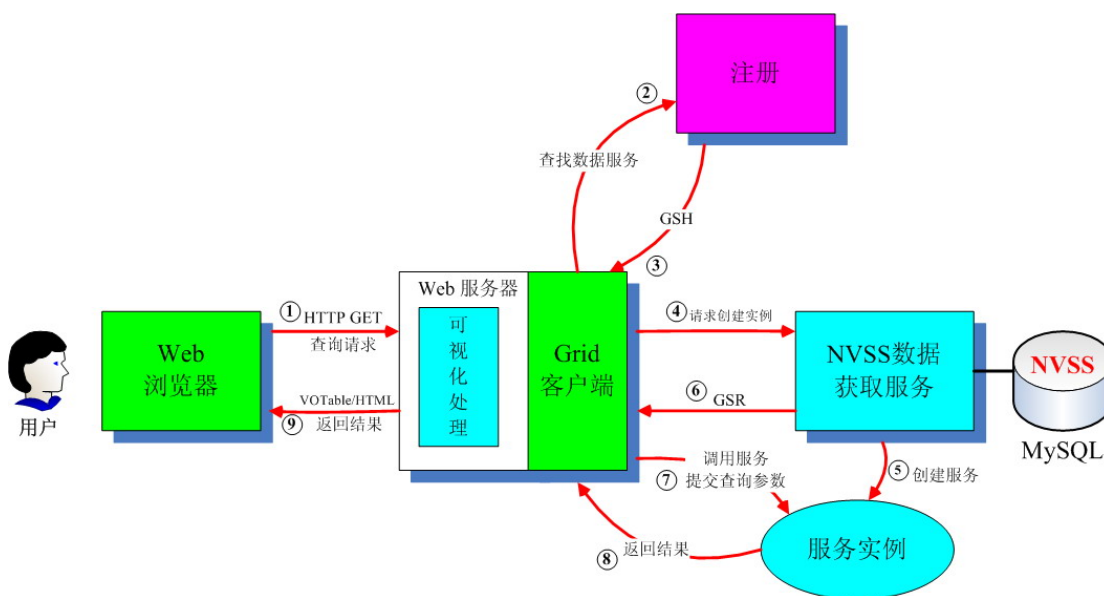 注册
②
查找数据服务
GSH
③
Web 服务器
可视化处理
Grid
客户端
①
HTTP GET
查询请求
Web
浏览器
VOTable/HTML
⑨
返回结果
用户
④
请求创建实例
NVSS数据
获取服务
NVSS
MySQL
⑥
GSR
⑤
创建服务
调用服务
⑦
提交查询参数
⑧
返回结果
服务实例